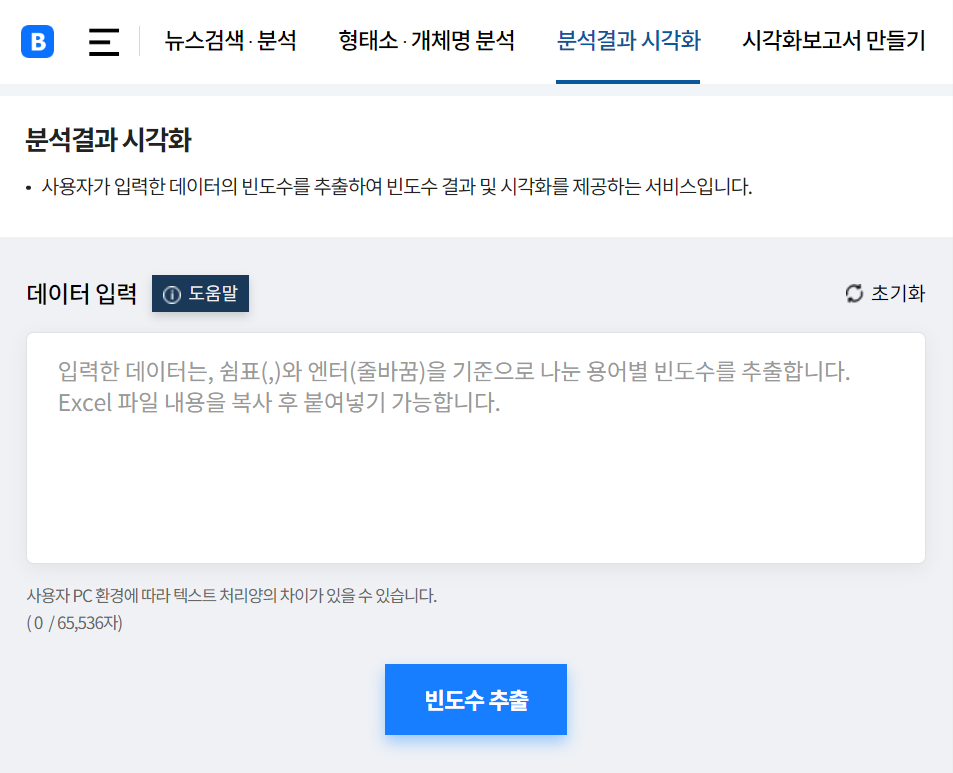 B
뉴스검색 · 분석 형태소 · 개체명 분석 분석결과 시각화 시각화보고서 만들기
분석결과 시각화
• 사용자가 입력한 데이터의 빈도수를 추출하여 빈도수 결과 및 시각화를 제공하는 서비스입니다.
데이터 입력 도움말 초기화
입력한 데이터는, 쉼표(,)와 엔터(줄바꿈)을 기준으로 나눈 용어별 빈도수를 추출합니다.
Excel 파일 내용을 복사 후 붙여넣기 가능합니다.
사용자 PC 환경에 따라 텍스트 처리양의 차이가 있을 수 있습니다.
( 0 / 65,536자)
빈도수 추출